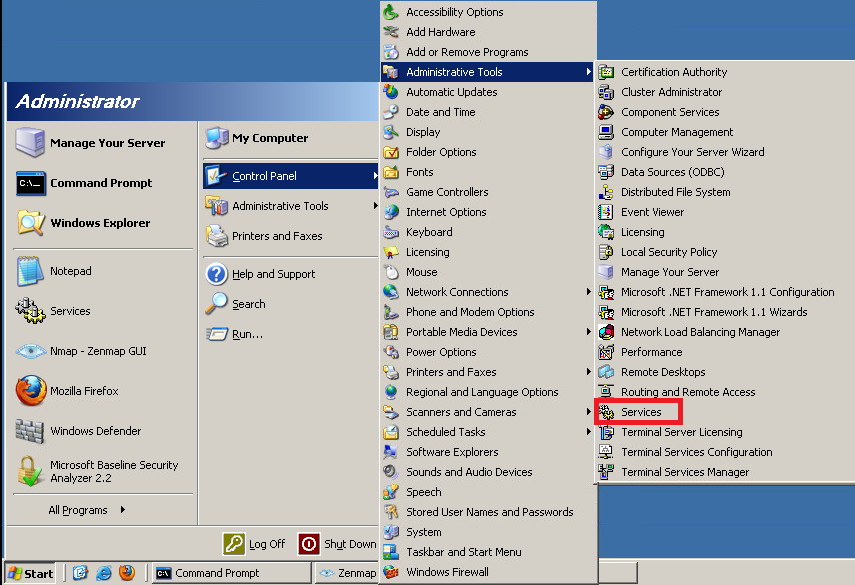 Administrator
Manage Your Server
Command Prompt
Windows Explorer
Notepad
Services
Nmap - Zenmap GUI
Mozilla Firefox
Windows Defender
Microsoft Baseline Security
Analyzer 2.2
All Programs
My Computer
Control Panel
Administrative Tools
Printers and Faxes
Help and Support
Search
Run...
Log Off
Shut Down
Accessibility Options
Add Hardware
Add or Remove Programs
Administrative Tools
Automatic Updates
Date and Time
Display
Folder Options
Fonts
Game Controllers
Internet Options
Keyboard
Licensing
Mouse
Network Connections
Phone and Modem Options
Portable Media Devices
Power Options
Printers and Faxes
Regional and Language Options
Scanners and Cameras
Scheduled Tasks
Software Explorers
Sounds and Audio Devices
Speech
Stored User Names and Passwords
System
Taskbar and Start Menu
Windows Firewall
Certification Authority
Cluster Administrator
Component Services
Computer Management
Configure Your Server Wizard
Data Sources (ODBC)
Distributed File System
Event Viewer
Licensing
Local Security Policy
Manage Your Server
Microsoft .NET Framework 1.1 Configuration
Microsoft .NET Framework 1.1 Wizards
Network Load Balancing Manager
Performance
Remote Desktops
Routing and Remote Access
Services
Terminal Server Licensing
Terminal Services Configuration
Terminal Services Manager
Start
Command Prompt
Zenmap